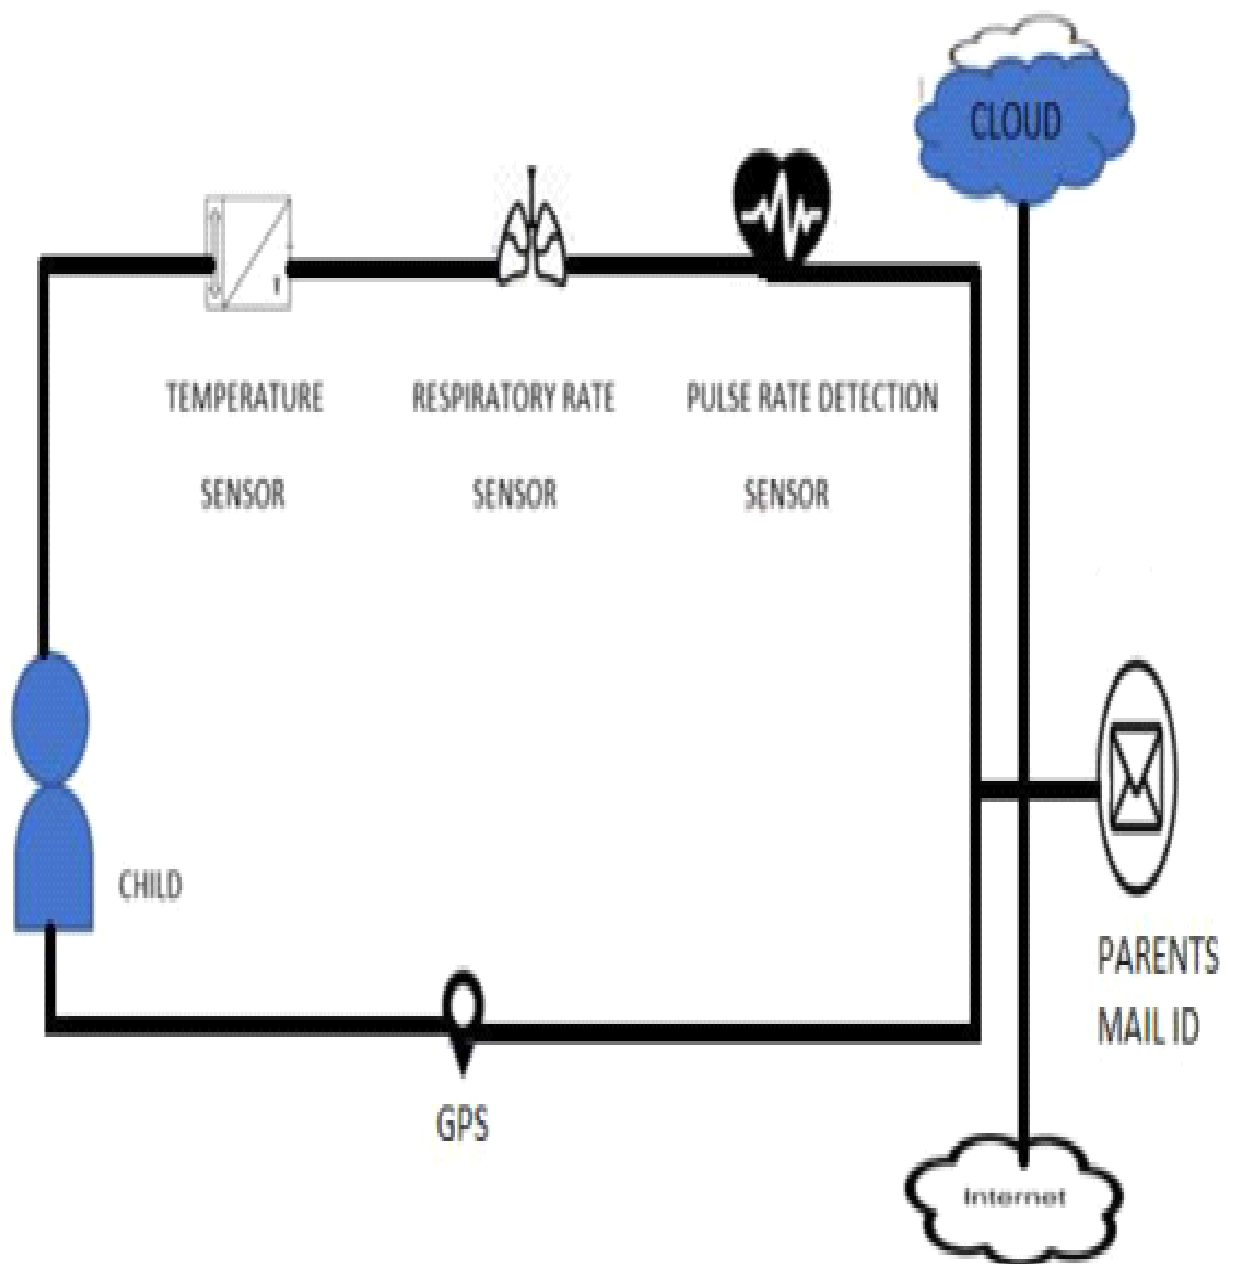 CLOUD
TEMPERATURE
SENSOR
RESPIRATORY RATE
SENSOR
PULSE RATE DETECTION
SENSOR
CHILD
PARENTS
MAIL ID
GPS
Internet